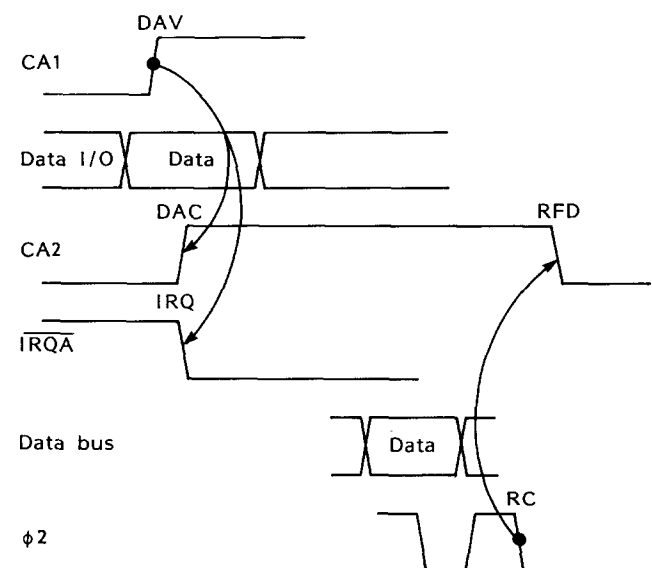 DAV
CA1
Data I/O
Data
DAC
RFD
CA2
IRQ
IRQA
Data bus
Data
RC
ϕ2